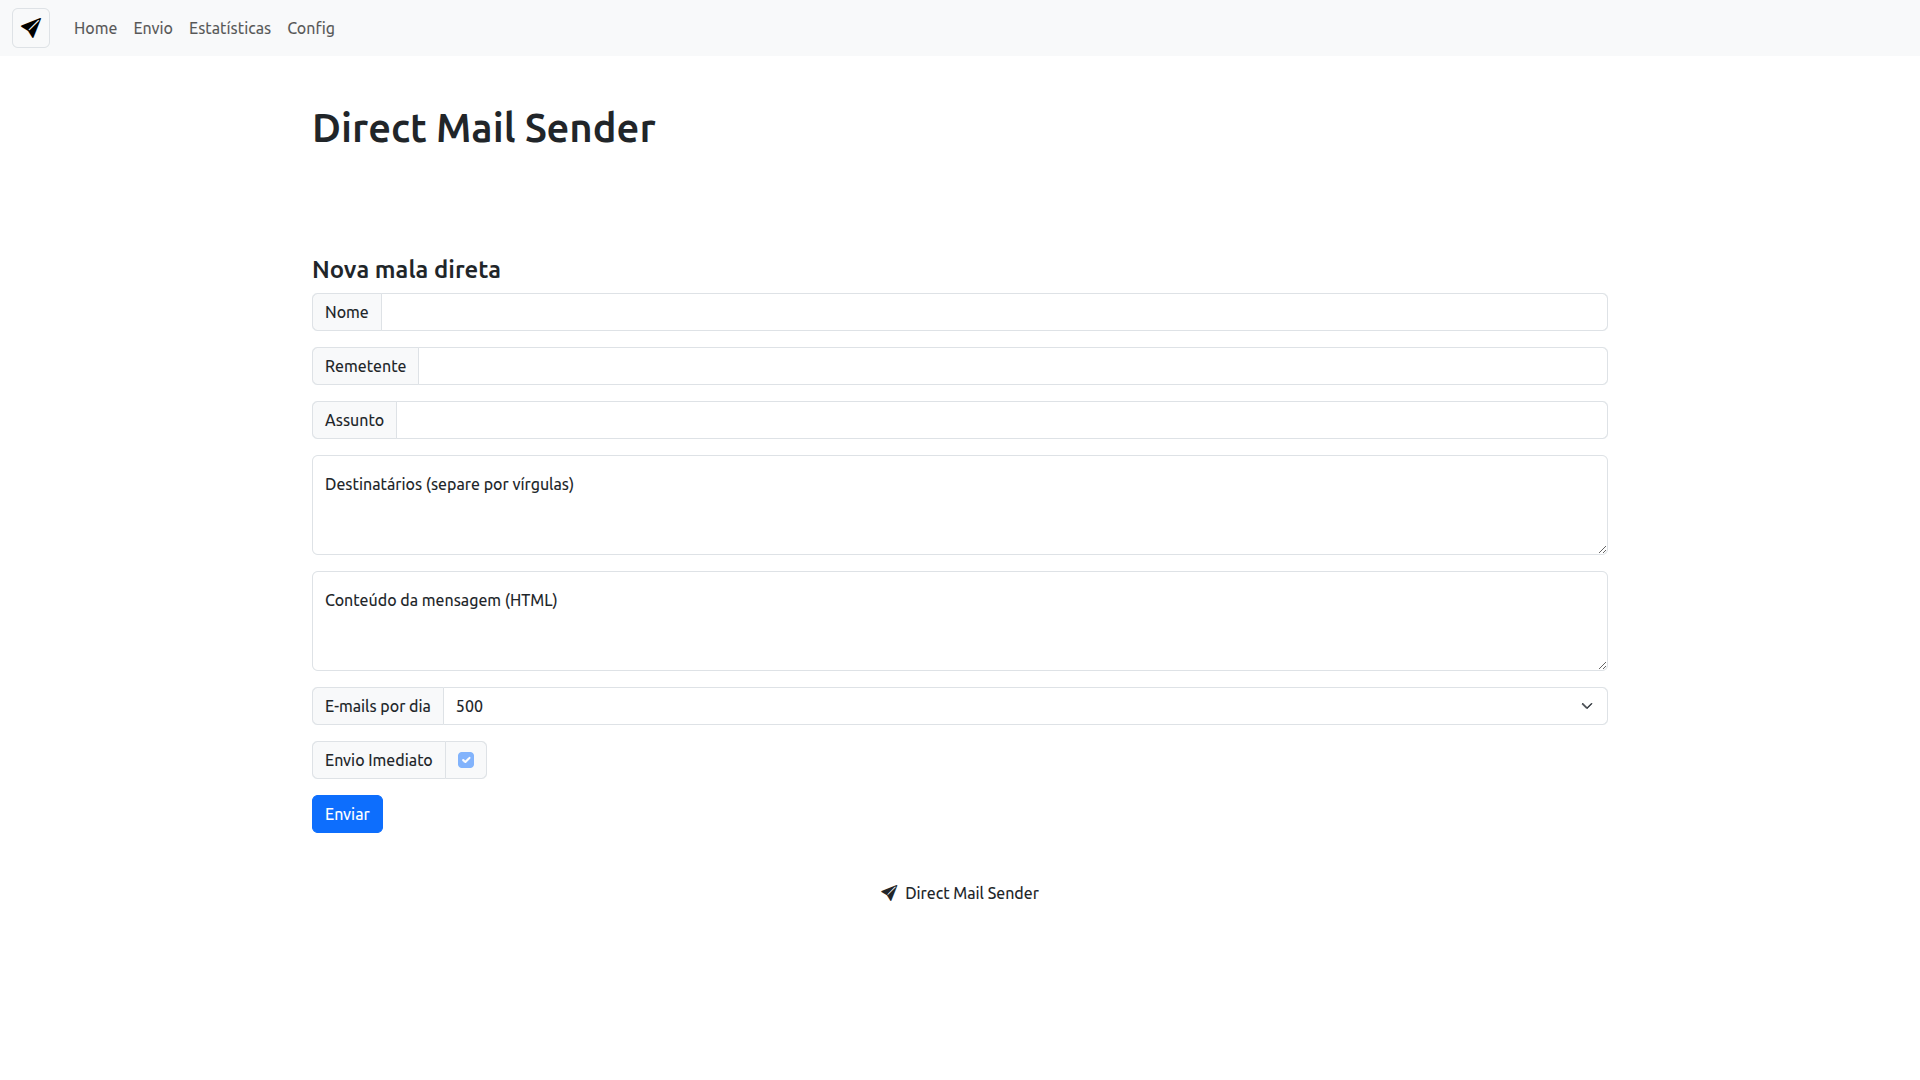 Home Envio Estatísticas Config
Direct Mail Sender
Nova mala direta
Nome
Remetente
Assunto
Destinatários (separe por vírgulas)
Conteúdo da mensagem (HTML)
E-mails por dia 500
Envio Imediato
Enviar
Direct Mail Sender